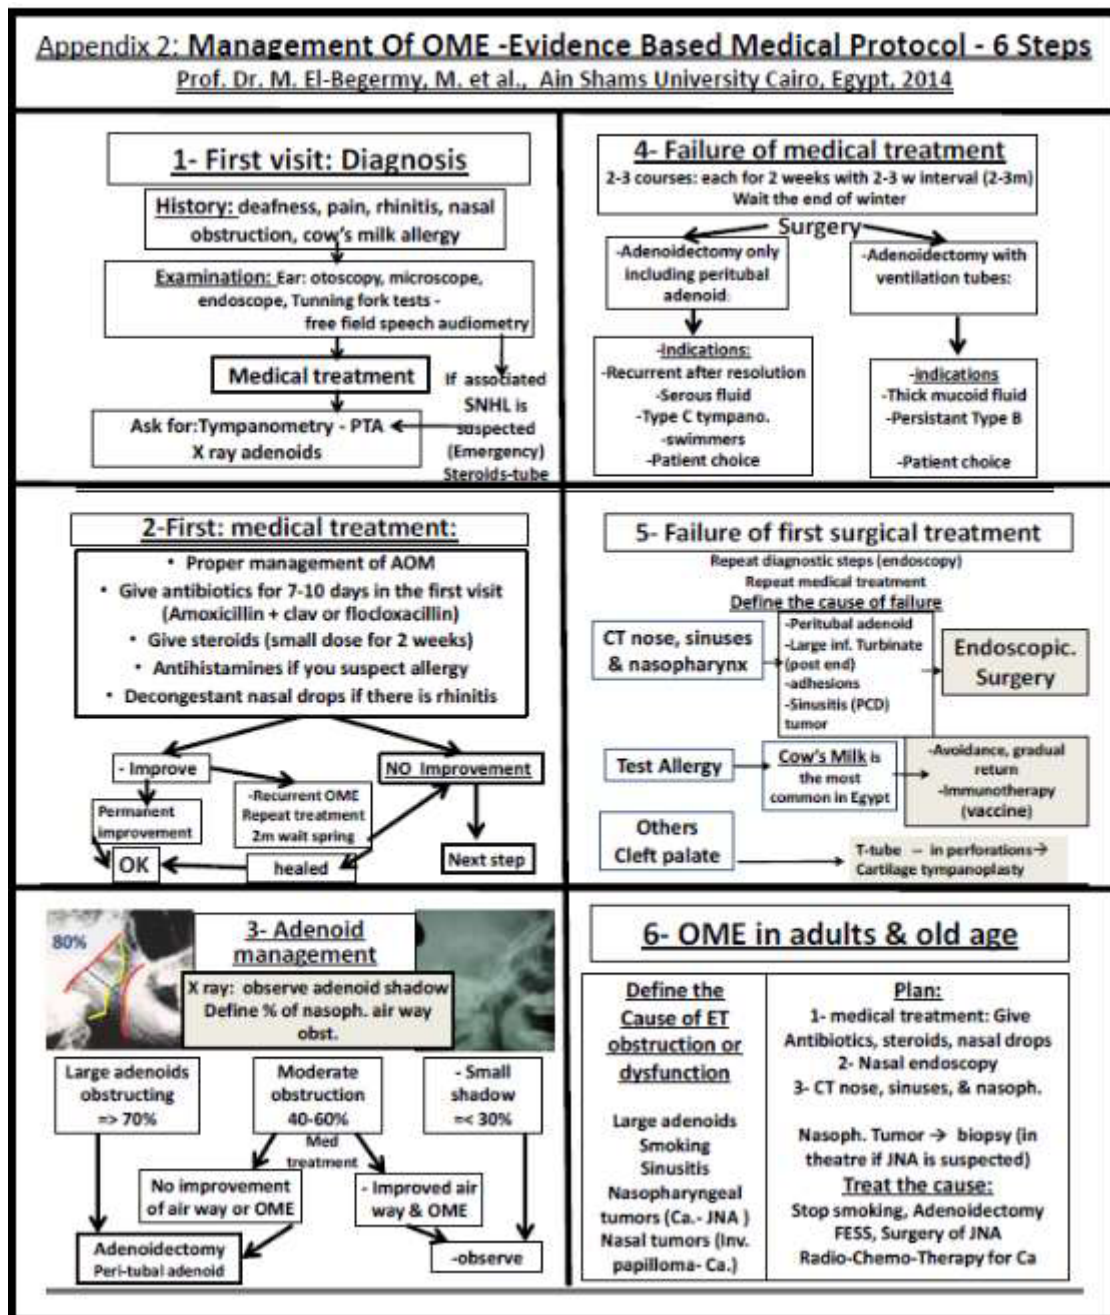 Appendix 2: Management Of OME -Evidence Based Medical Protocol - 6 Steps
Prof. Dr. M. El-Begermy, M. et al., Ain Shams University Cairo, Egypt, 2014
1- First visit: Diagnosis
History: deafness, pain, rhinitis, nasal
obstruction, cow's milk allergy
Examination: Ear: otoscopy, microscope,
endoscope, Tunning fork tests -
free field speech audiometry
Medical treatment
If associated
SNHL is
suspected
(Emergency)
Steroids-tube
Ask for:Tympanometry - PTA
X ray adenoids
2-First: medical treatment:
• Proper management of AOM
• Give antibiotics for 7-10 days in the first visit
(Amoxicillin + clav or flocloxacillin)
• Give steroids (small dose for 2 weeks)
• Antihistamines if you suspect allergy
• Decongestant nasal drops if there is rhinitis
- Improve
NO Improvement
Permanent
improvement
-Recurrent OME
Repeat treatment
2m wait spring
OK
healed
Next step
80%
3- Adenoid
management
X ray: observe adenoid shadow
Define % of nasoph. air way
obst.
Large adenoids
obstructing
=> 70%
Moderate
obstruction
40-60%
- Small
shadow
=< 30%
Med
treatment
No improvement
of air way or OME
- Improved air
way & OME
Adenoidectomy
Peri-tubal adenoid
-observe
4- Failure of medical treatment
2-3 courses: each for 2 weeks with 2-3 w interval (2-3m)
Wait the end of winter
Surgery
-Adenoidectomy only
including peritubal
adenoid:
-Adenoidectomy with
ventilation tubes:
-Indications:
-Recurrent after resolution
-Serous fluid
-Type C tympano.
-swimmers
-Patient choice
-indications
-Thick mucoid fluid
-Persistant Type B
-Patient choice
5- Failure of first surgical treatment
Repeat diagnostic steps (endoscopy)
Repeat medical treatment
Define the cause of failure
CT nose, sinuses
& nasopharynx
-Peritubal adenoid
-Large inf. Turbinate
(post end)
-adhesions
-Sinusitis (PCD)
tumor
Endoscopic.
Surgery
Test Allergy
Cow's Milk is
the most
common in Egypt
-Avoidance, gradual
return
-Immunotherapy
(vaccine)
Others
Cleft palate
T-tube – in perforations→
Cartilage tympanoplasty
6- OME in adults & old age
Define the
Cause of ET
obstruction or
dysfunction
Large adenoids
Smoking
Sinusitis
Nasopharyngeal
tumors (Ca.- JNA )
Nasal tumors (Inv.
papilloma- Ca.)
Plan:
1- medical treatment: Give
Antibiotics, steroids, nasal drops
2- Nasal endoscopy
3- CT nose, sinuses, & nasoph.
Nasoph. Tumor → biopsy (in
theatre if JNA is suspected)
Treat the cause:
Stop smoking, Adenoidectomy
FESS, Surgery of JNA
Radio-Chemo-Therapy for Ca